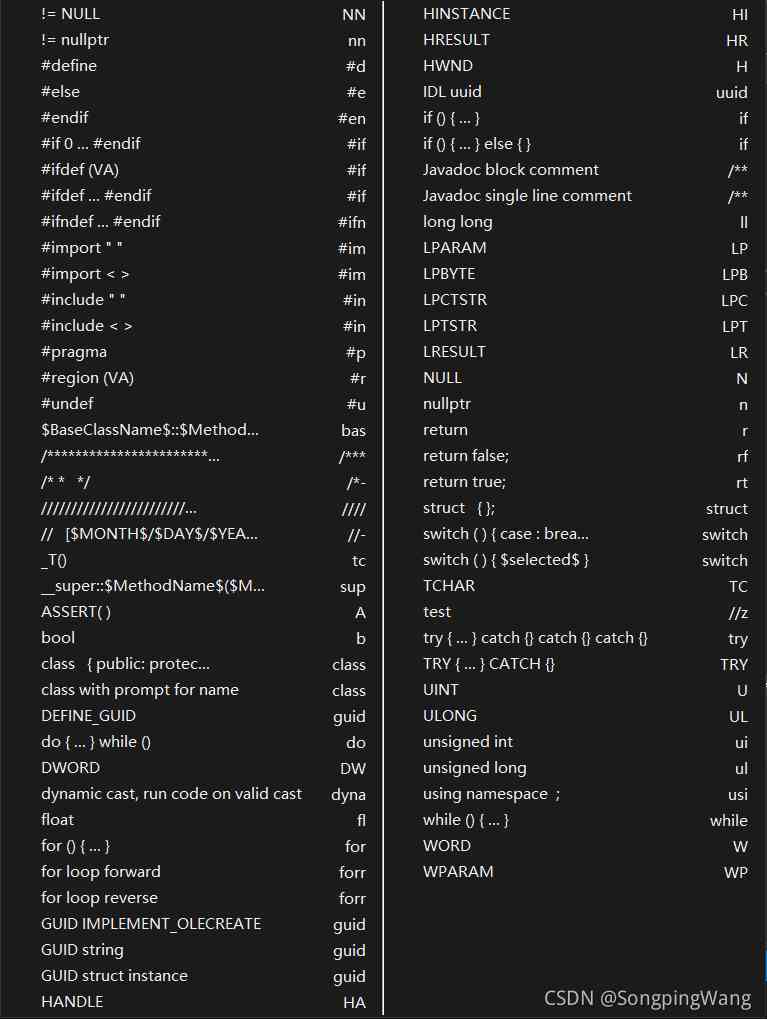 != NULL NN
!= nullptr nn
#define #d
#else #e
#endif #en
#if 0 ... #endif #if
#ifdef (VA) #if
#ifdef ... #endif #if
#ifndef ... #endif #ifn
#import " " #im
#import < > #im
#include " " #in
#include < > #in
#pragma #p
#region (VA) #r
#undef #u
$BaseClassName$::$Method... bas
/***********************... /***
/* * */ /*-
////////////////////////... ////
// [$MONTH$/$DAY$/$YEA... //-
_T() tc
__super::$MethodName$($M... sup
ASSERT( ) A
bool b
class { public: protec... class
class with prompt for name class
DEFINE_GUID guid
do { ... } while () do
DWORD DW
dynamic cast, run code on valid cast dyna
float fl
for () { ... } for
for loop forward forr
for loop reverse forr
GUID IMPLEMENT_OLECREATE guid
GUID string guid
GUID struct instance guid
HANDLE HA
HINSTANCE HI
HRESULT HR
HWND H
IDL uuid uuid
if () { ... } if
if () { ... } else { } if
Javadoc block comment /**
Javadoc single line comment /**
long long ll
LPARAM LP
LPBYTE LPB
LPCTSTR LPC
LPTSTR LPT
LRESULT LR
NULL N
nullptr n
return r
return false; rf
return true; rt
struct { }; struct
switch ( ) { case : brea... switch
switch ( ) { $selected$ } switch
TCHAR TC
test //z
try { ... } catch {} catch {} catch {} try
TRY { ... } CATCH {} TRY
UINT U
ULONG UL
unsigned int ui
unsigned long ul
using namespace ; usi
while () { ... } while
WORD W
WPARAM WP
CSDN @SongpingWang